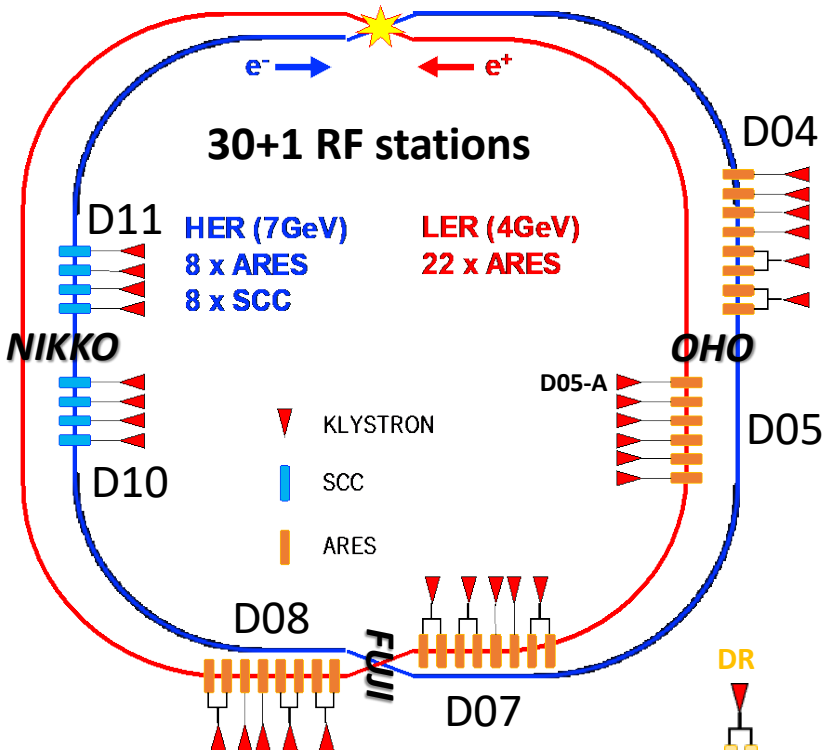 e- e+
30+1 RF stations
D04
D11
HER (7GeV)
8 x ARES
8 x SCC
LER (4GeV)
22 x ARES
NIKKO
OHO
D05-A
D05
KLYSTRON
SCC
ARES
D10
D08
FUJI
D07
DR